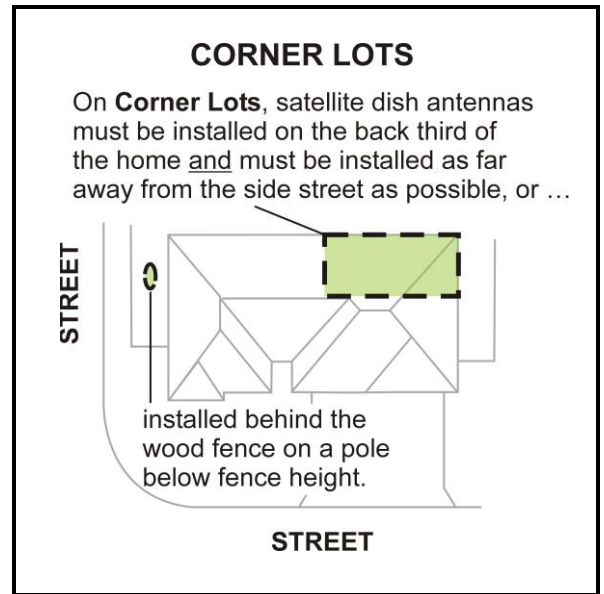 CORNER LOTS
On Corner Lots, satellite dish antennas
must be installed on the back third of
the home and must be installed as far
away from the side street as possible, or …
STREET
installed behind the
wood fence on a pole
below fence height.
STREET